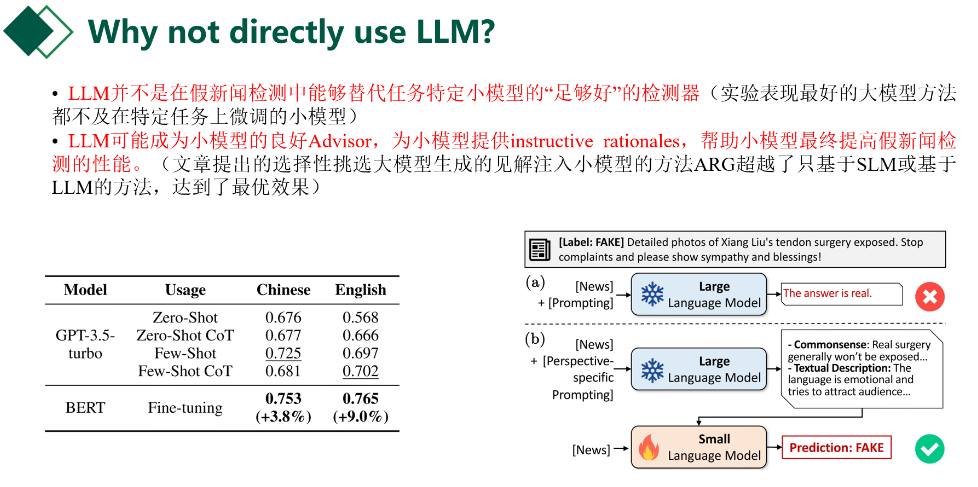 Why not directly use LLM?
• LLM并不是在假新闻检测中能够替代任务特定小模型的“足够好”的检测器（实验表现最好的大模型方法
都不及在特定任务上微调的小模型）
• LLM可能成为小模型的良好Advisor，为小模型提供instructive rationales，帮助小模型最终提高假新闻检
测的性能。（文章提出的选择性挑选大模型生成的见解注入小模型的方法ARG超越了只基于SLM或基于
LLM的方法，达到了最优效果）
Model Usage Chinese English
GPT-3.5-
turbo
Zero-Shot 0.676 0.568
Zero-Shot CoT 0.677 0.666
Few-Shot 0.725 0.697
Few-Shot CoT 0.681 0.702
BERT Fine-tuning 0.753 0.765
(+3.8%) (+9.0%)
[Label: FAKE] Detailed photos of Xiang Liu's tendon surgery exposed. Stop
complaints and please show sympathy and blessings!
(a)
[News]
+ [Prompting]
Large
Language Model
The answer is real.
(b)
[News]
+ [Perspective-
specific
Prompting]
Large
Language Model
- Commonsense: Real surgery
generally won't be exposed...
- Textual Description: The
language is emotional and
tries to attract audience...
[News]
Small
Language Model
Prediction: FAKE